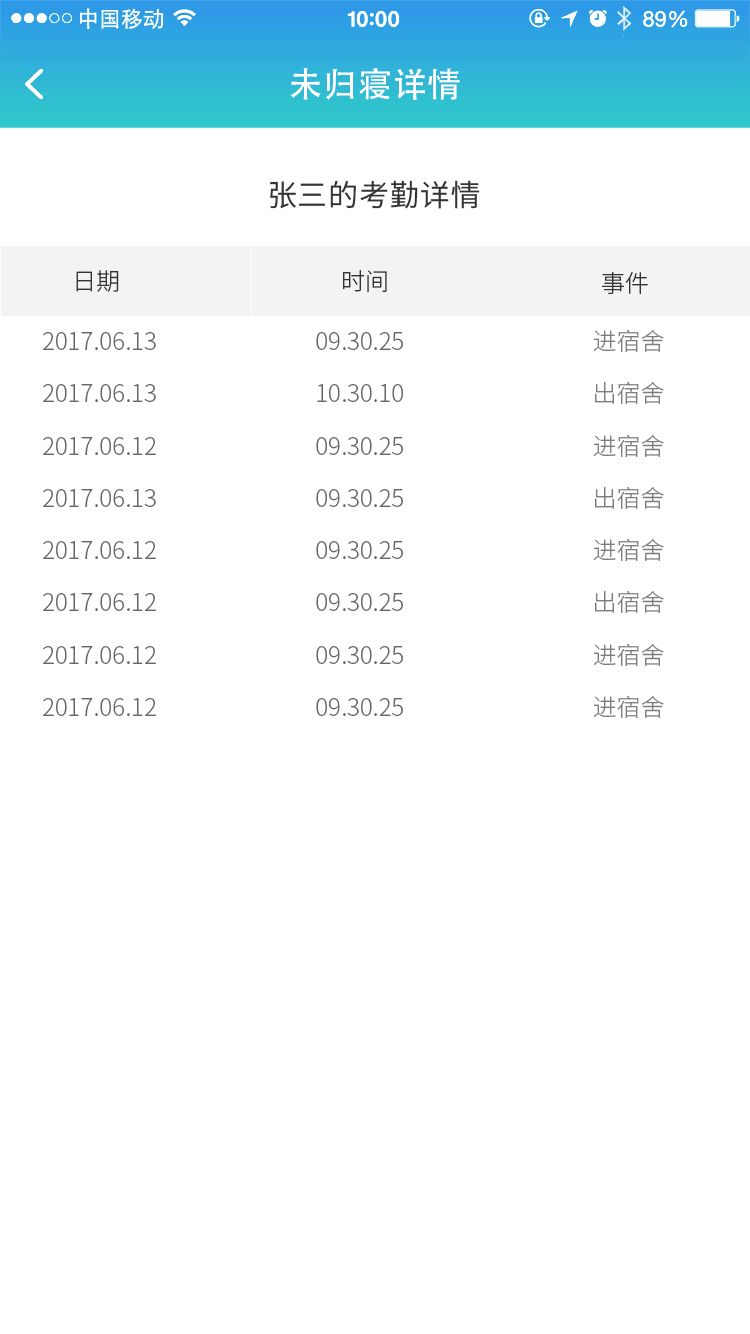 中国移动 10:00 89%
未归寝详情
张三的考勤详情
日期 时间 事件
2017.06.13 09.30.25 进宿舍
2017.06.13 10.30.10 出宿舍
2017.06.12 09.30.25 进宿舍
2017.06.13 09.30.25 出宿舍
2017.06.12 09.30.25 进宿舍
2017.06.12 09.30.25 出宿舍
2017.06.12 09.30.25 进宿舍
2017.06.12 09.30.25 进宿舍